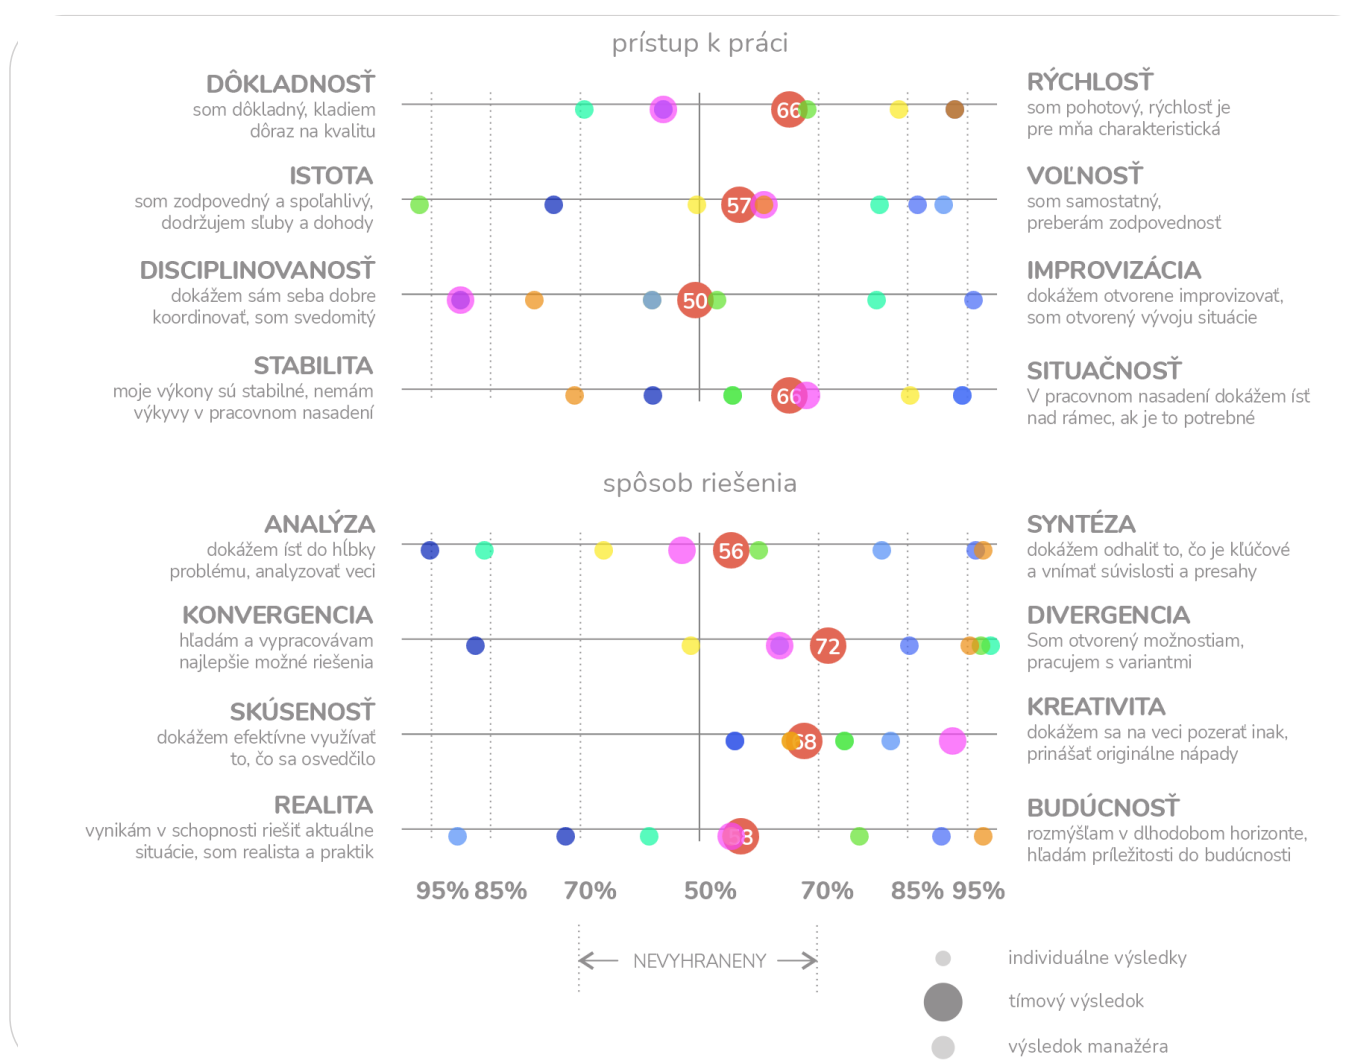 prístup k práci
DÔKLADNOSŤ
som dôkladný, kladiem
dôraz na kvalitu
66
RÝCHLOSŤ
som pohotový, rýchlosť je
pre mňa charakteristická
ISTOTA
som zodpovedný a spoľahlivý,
dodržujem sľuby a dohody
57
VOĽNOSŤ
som samostatný,
preberám zodpovednosť
DISCIPLINOVANOSŤ
dokážem sám seba dobre
koordinovať, som svedomitý
50
IMPROVIZÁCIA
dokážem otvorene improvizovať,
som otvorený vývoju situácie
STABILITA
moje výkony sú stabilné, nemám
výkyvy v pracovnom nasadení
66
SITUAČNOSŤ
V pracovnom nasadení dokážem ísť
nad rámec, ak je to potrebné
spôsob riešenia
ANALÝZA
dokážem ísť do hĺbky
problému, analyzovať veci
56
SYNTÉZA
dokážem odhaliť to, čo je kľúčové
a vnímať súvislosti a presahy
KONVERGENCIA
hľadám a vypracovávam
najlepšie možné riešenia
72
DIVERGENCIA
Som otvorený možnostiam,
pracujem s variantmi
SKÚSENOSŤ
dokážem efektívne využívať
to, čo sa osvedčilo
68
KREATIVITA
dokážem sa na veci pozerať inak,
prinášať originálne nápady
REALITA
vynikám v schopnosti riešiť aktuálne
situácie, som realista a praktik
58
BUDÚCNOSŤ
rozmýšľam v dlhodobom horizonte,
hľadám príležitosti do budúcnosti
95% 85% 70% 50% 70% 85% 95%
NEVYHRANENY
individuálne výsledky
tímový výsledok
výsledok manažéra